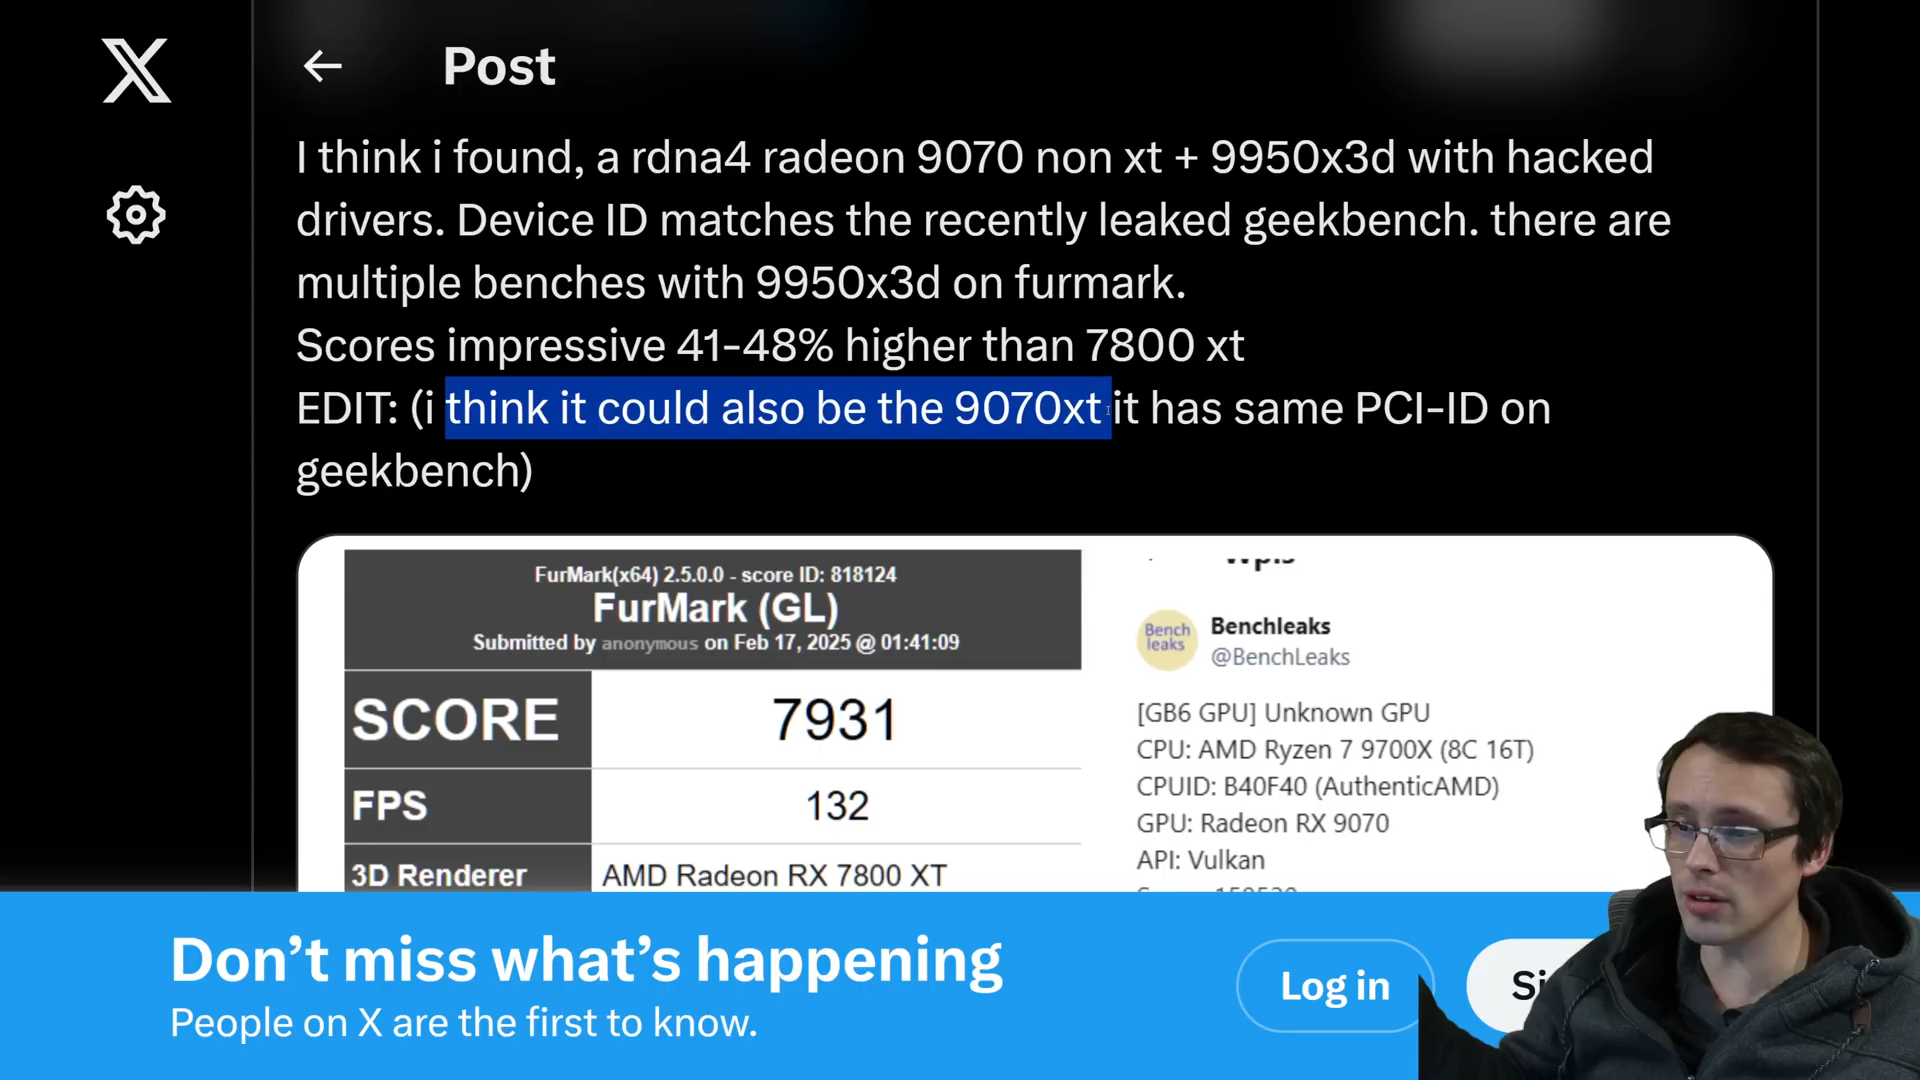 Post
I think i found, a rdna4 radeon 9070 non xt + 9950x3d with hacked
drivers. Device ID matches the recently leaked geekbench. there are
multiple benches with 9950x3d on furmark.
Scores impressive 41-48% higher than 7800 xt
EDIT: (i think it could also be the 9070xt it has same PCI-ID on
geekbench)
FurMark(x64) 2.5.0.0 - score ID: 818124
FurMark (GL)
Submitted by anonymous on Feb 17, 2025 @ 01:41:09
SCORE 7931
FPS 132
3D Renderer AMD Radeon RX 7800 XT
Bench
leaks
Benchleaks
@BenchLeaks
[GB6 GPU] Unknown GPU
CPU: AMD Ryzen 7 9700X (8C 16T)
CPUID: B40F40 (AuthenticAMD)
GPU: Radeon RX 9070
API: Vulkan
Don't miss what's happening
People on X are the first to know.
Log in